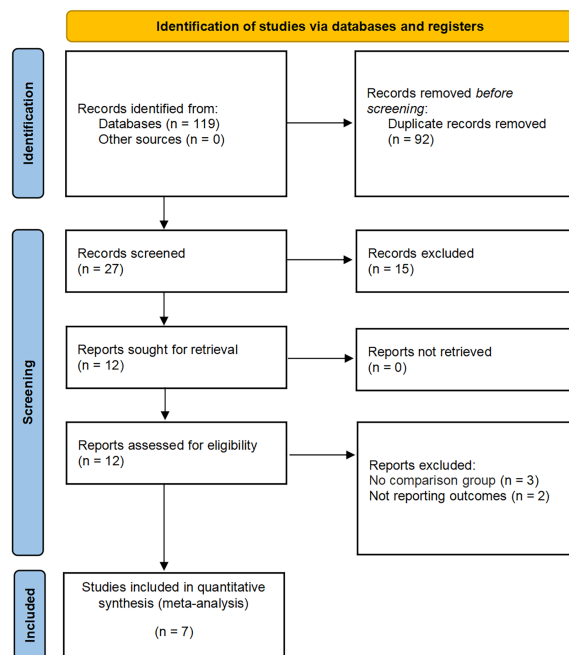 Identification of studies via databases and registers
Identification
Records identified from:
Databases (n = 119)
Other sources (n = 0)
Records removed before
screening:
Duplicate records removed
(n = 92)
Screening
Records screened
(n = 27)
Records excluded
(n = 15)
Reports sought for retrieval
(n = 12)
Reports not retrieved
(n = 0)
Reports assessed for eligibility
(n = 12)
Reports excluded:
No comparison group (n = 3)
Not reporting outcomes (n = 2)
Included
Studies included in quantitative
synthesis (meta-analysis)
(n = 7)